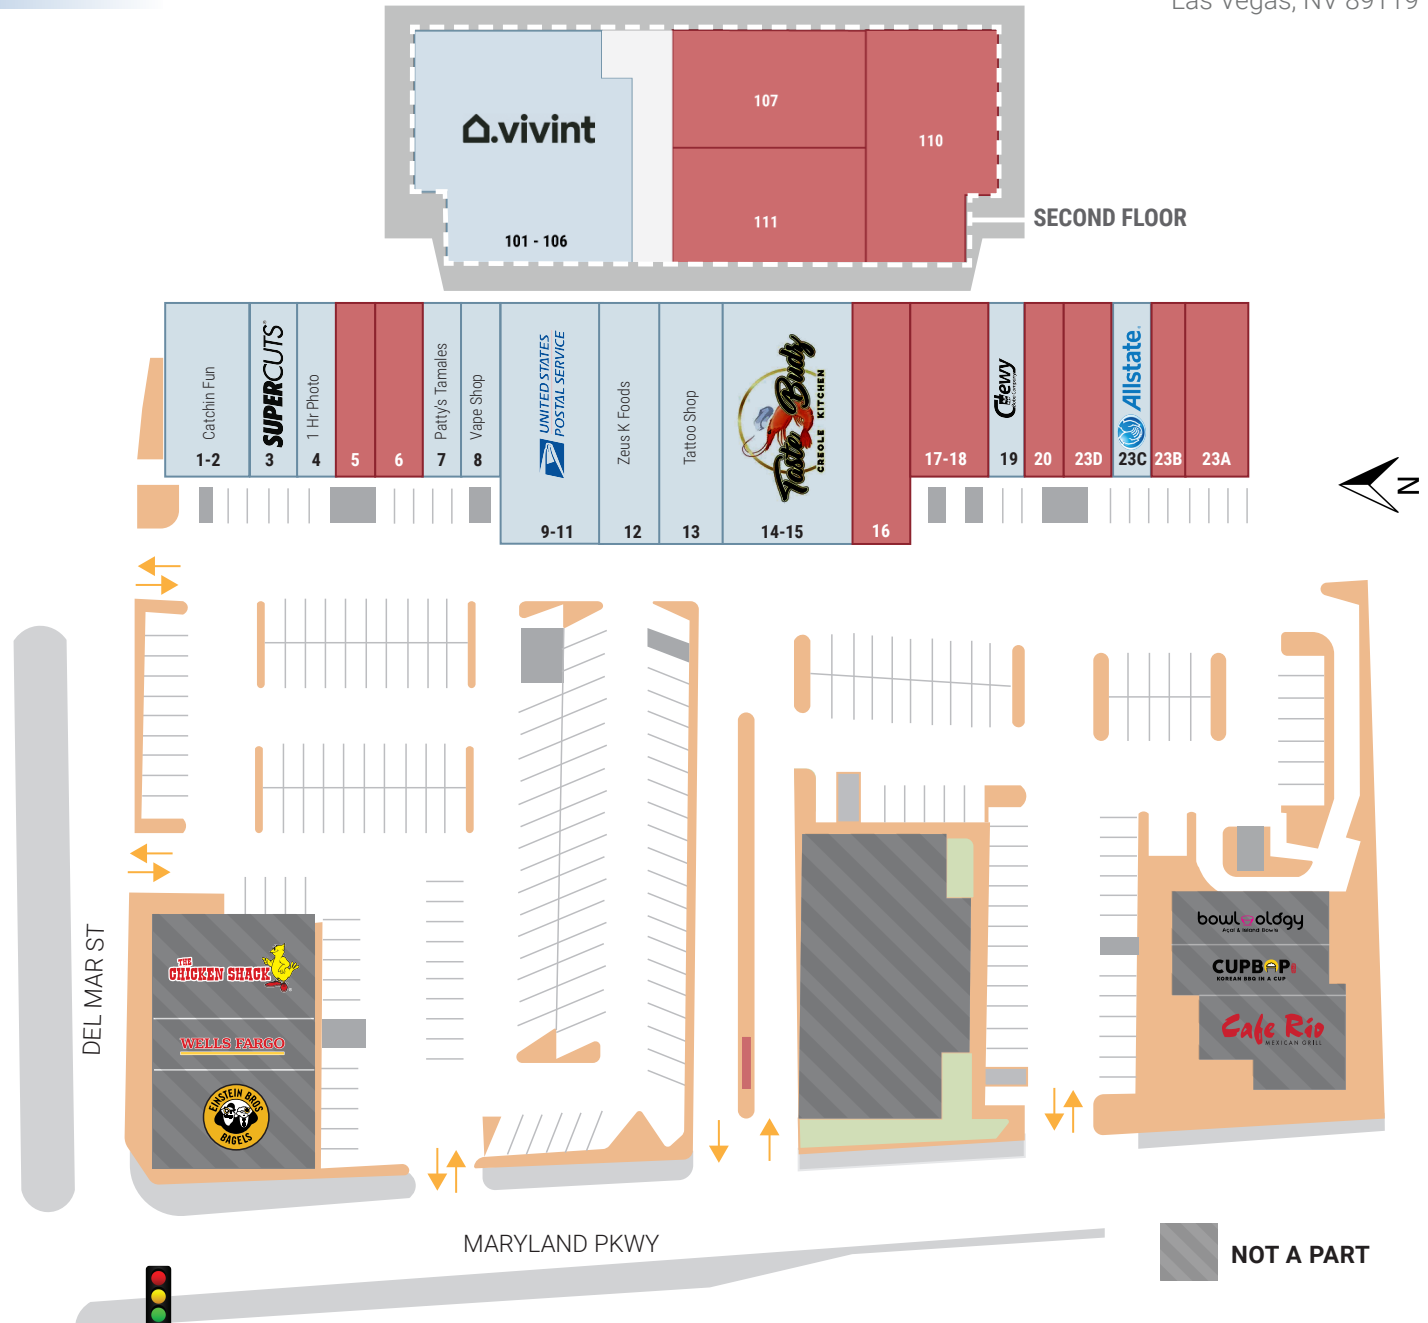 Las Vegas, NV 89119
vivint
101 - 106
107
110
111
SECOND FLOOR
Catchin Fun
1-2
SUPERCUTS
3
1 Hr Photo
4
5
6
Patty's Tamales
7
Vape Shop
8
UNITED STATES
POSTAL SERVICE
9-11
Zeus K Foods
12
Tattoo Shop
13
Taste Budz
CREOLE KITCHEN
14-15
16
17-18
Chewy
19
20
23D
Allstate
23C
23B
23A
N
DEL MAR ST
THE
CHICKEN SHACK
WELLS FARGO
EINSTEIN BROS
BAGELS
bowlology
Açaí & Island Bowls
CUPBOP
KOREAN BBQ IN A CUP
Cafe Rio
MEXICAN GRILL
MARYLAND PKWY
NOT A PART